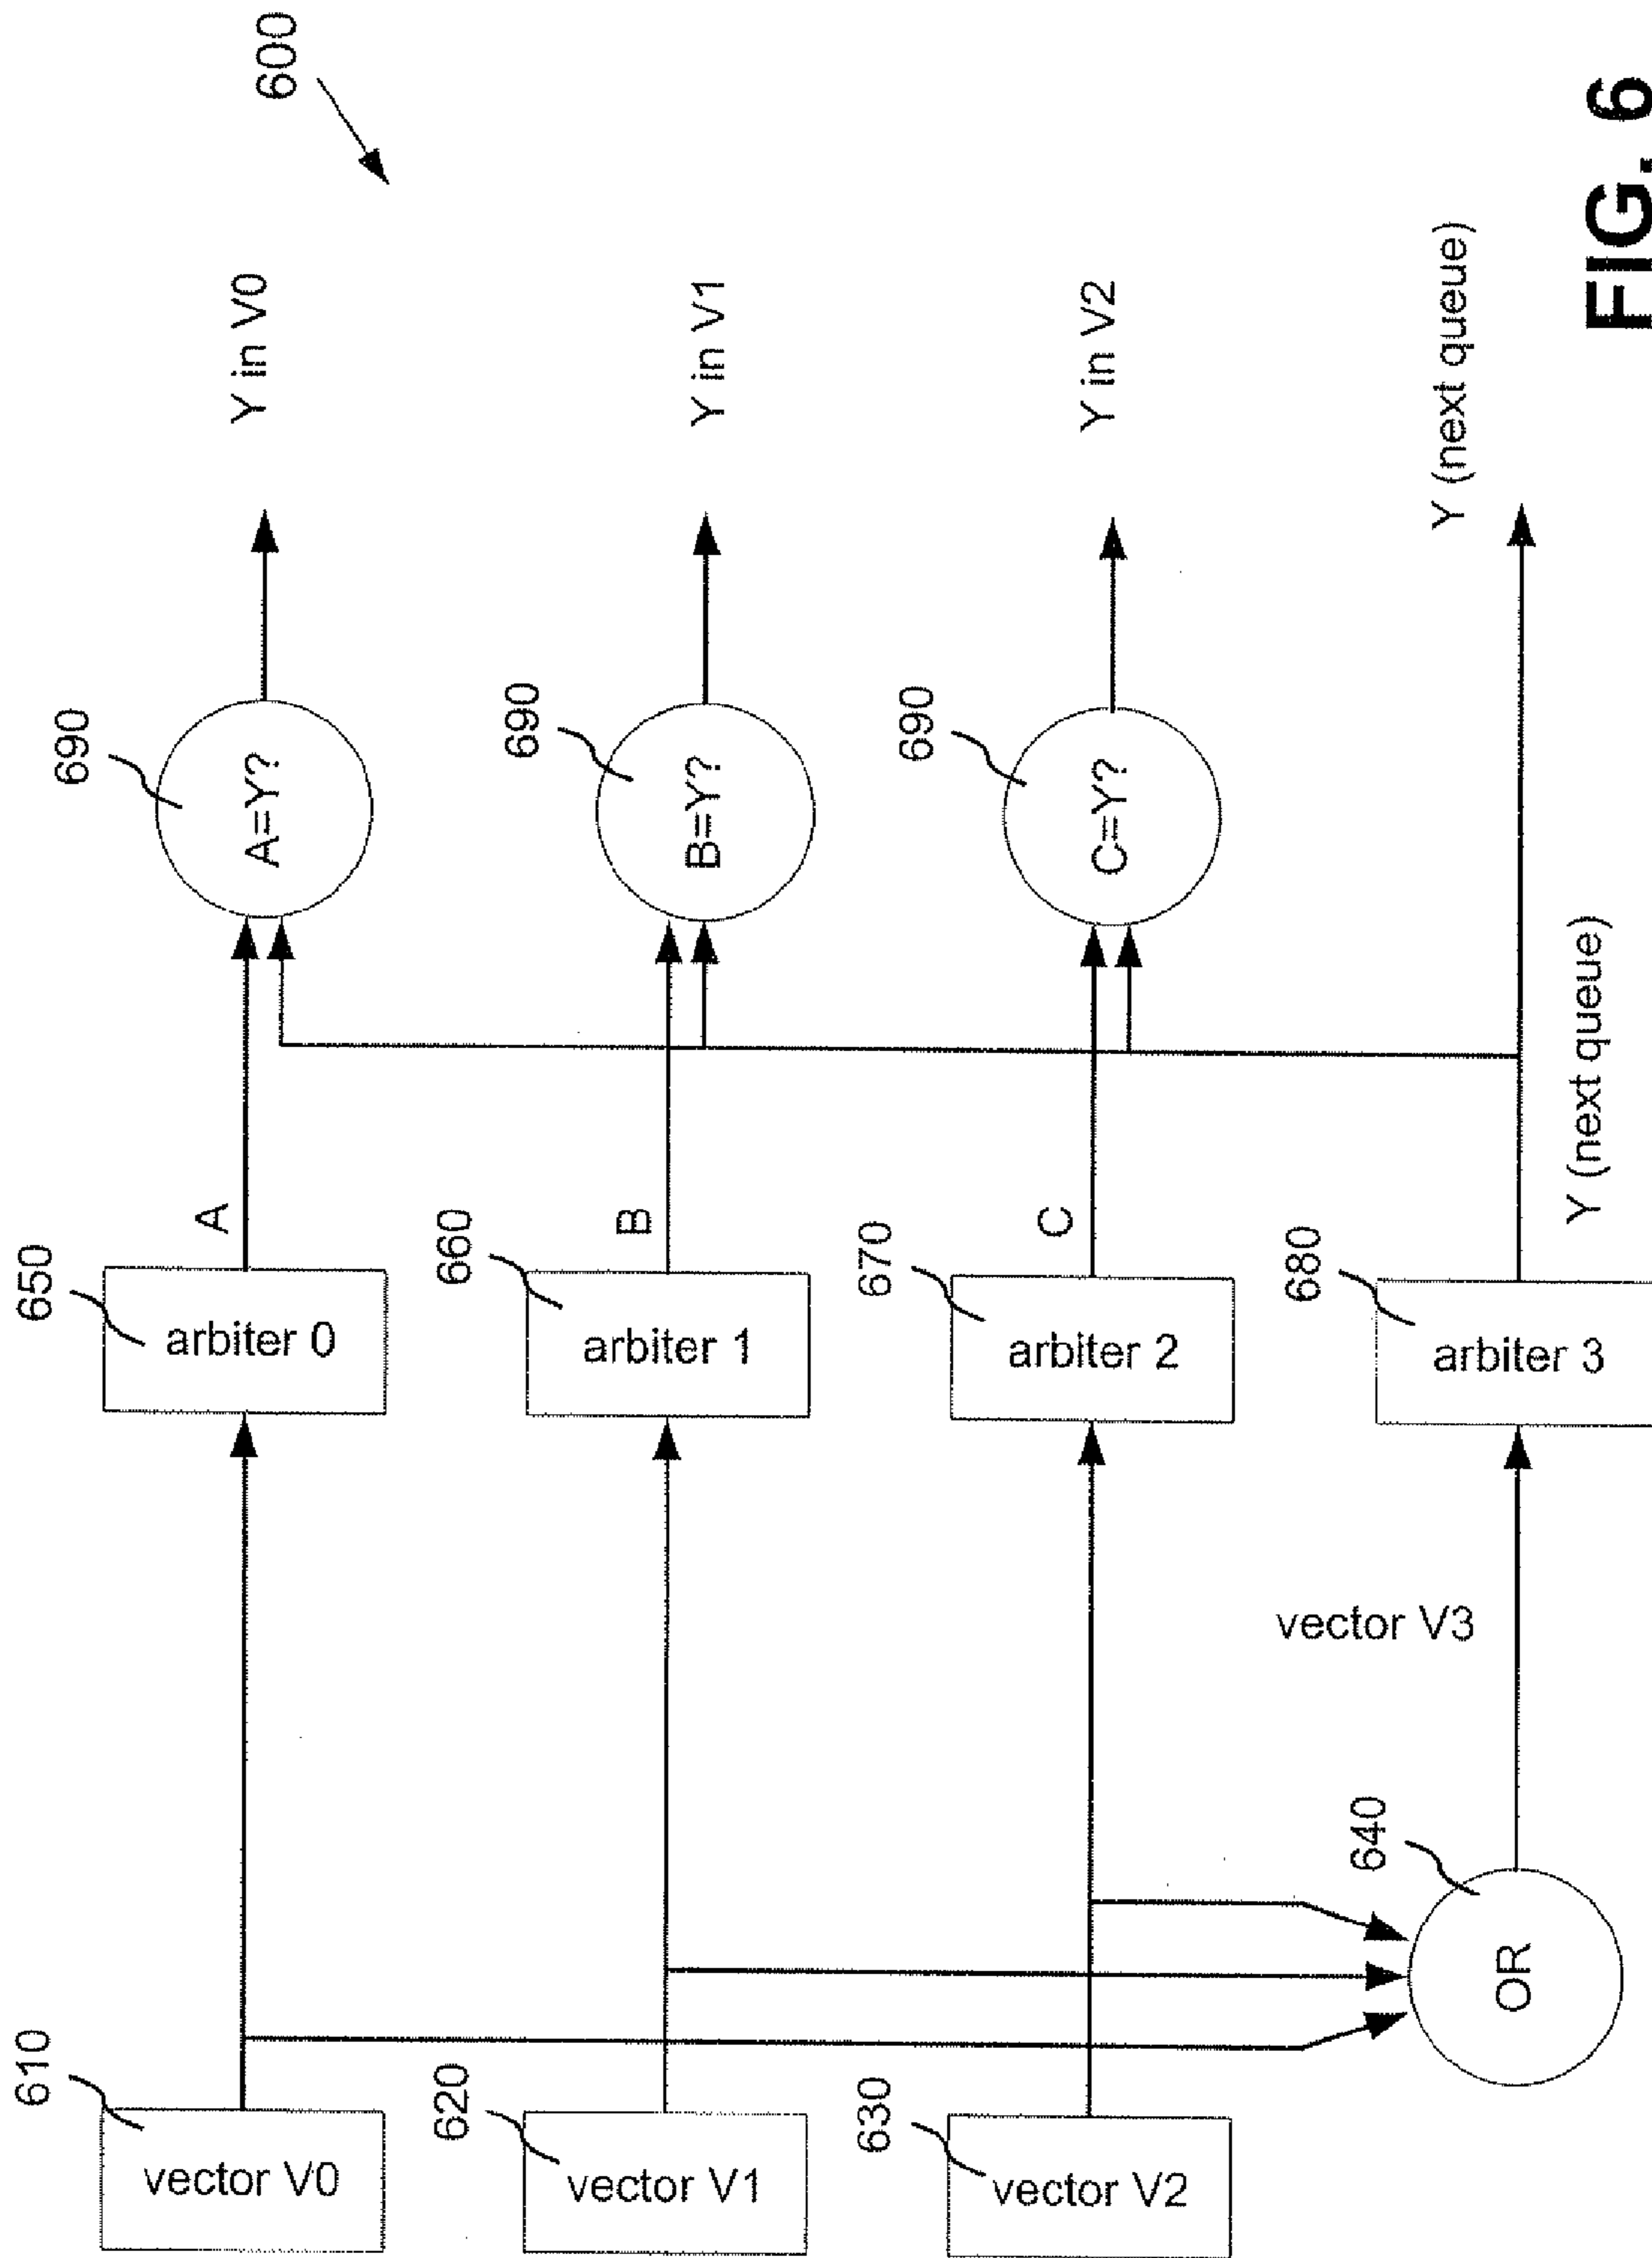 600
610
vector V0
650
arbiter 0
A
690
A=Y?
Y in V0
620
vector V1
660
arbiter 1
B
690
B=Y?
Y in V1
630
vector V2
670
arbiter 2
C
690
C=Y?
Y in V2
640
OR
vector V3
680
arbiter 3
Y (next queue)
Y (next queue)
FIG. 6